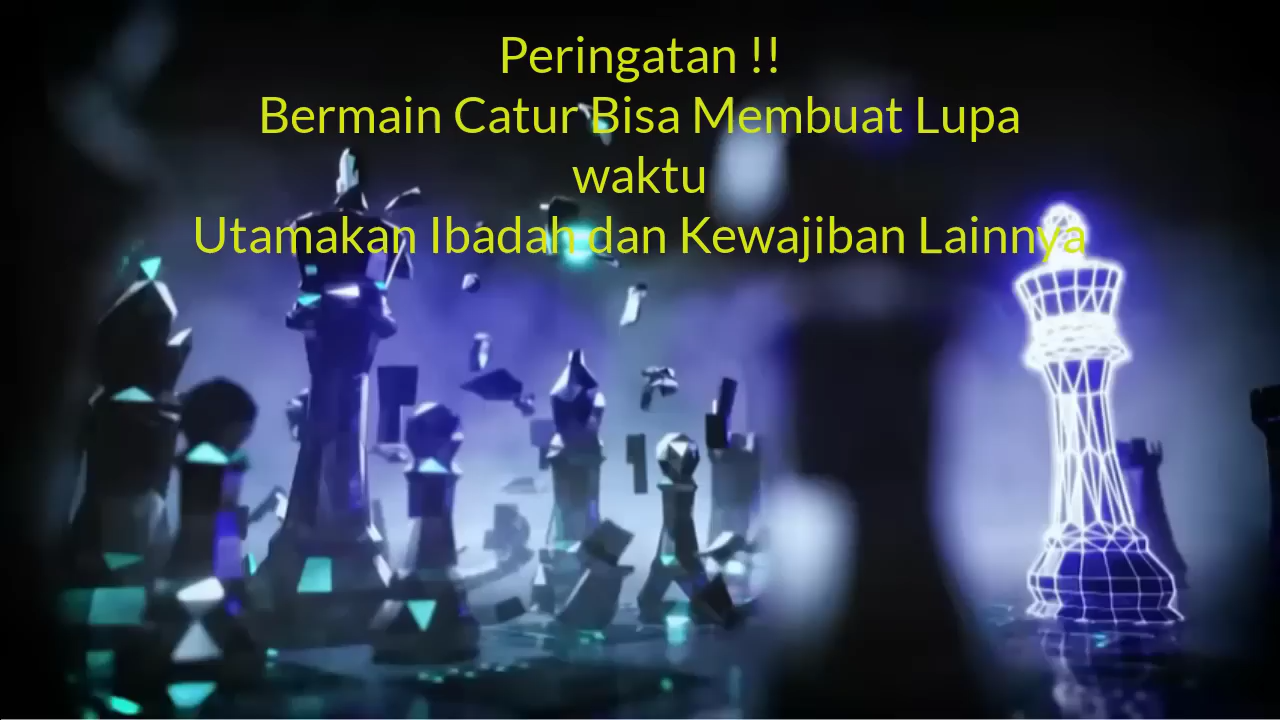 Peringatan !!
Bermain Catur Bisa Membuat Lupa
waktu
Utamakan Ibadah dan Kewajiban Lainnya